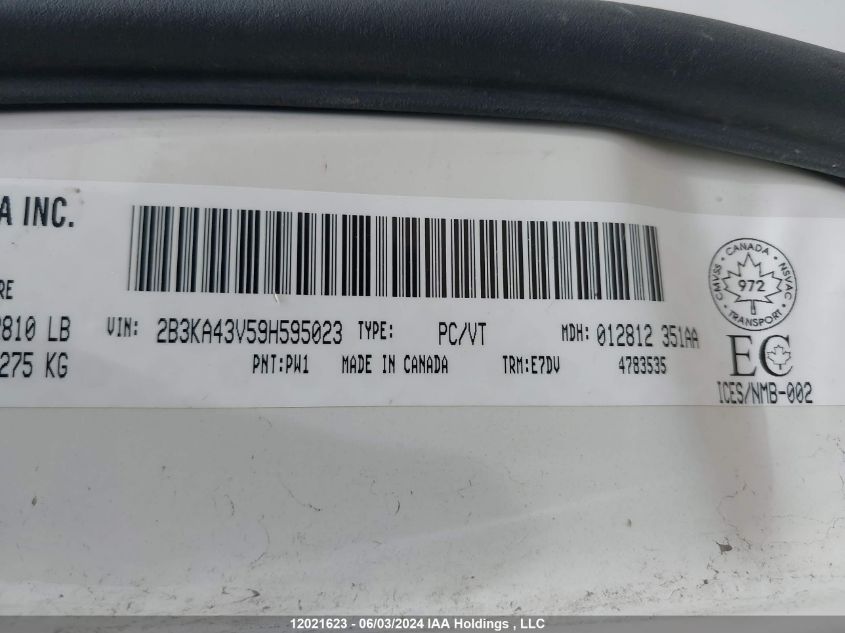 A INC.
RE
810 LB
275 KG
VIN: 2B3KA43V59H595023 TYPE: PC/VT MDH: 012812 351AA
PNT:PW1 MADE IN CANADA TRM:E7DV 4783535
CANADA
CMVSS
NSVAC
972
TRANSPORT
EC
ICES/NMB-002
12021623 - 06/03/2024 IAA Holdings , LLC